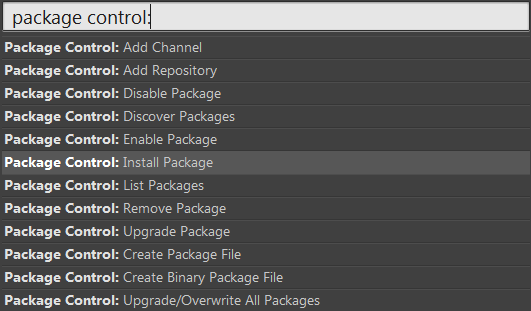 package control:
Package Control: Add Channel
Package Control: Add Repository
Package Control: Disable Package
Package Control: Discover Packages
Package Control: Enable Package
Package Control: Install Package
Package Control: List Packages
Package Control: Remove Package
Package Control: Upgrade Package
Package Control: Create Package File
Package Control: Create Binary Package File
Package Control: Upgrade/Overwrite All Packages